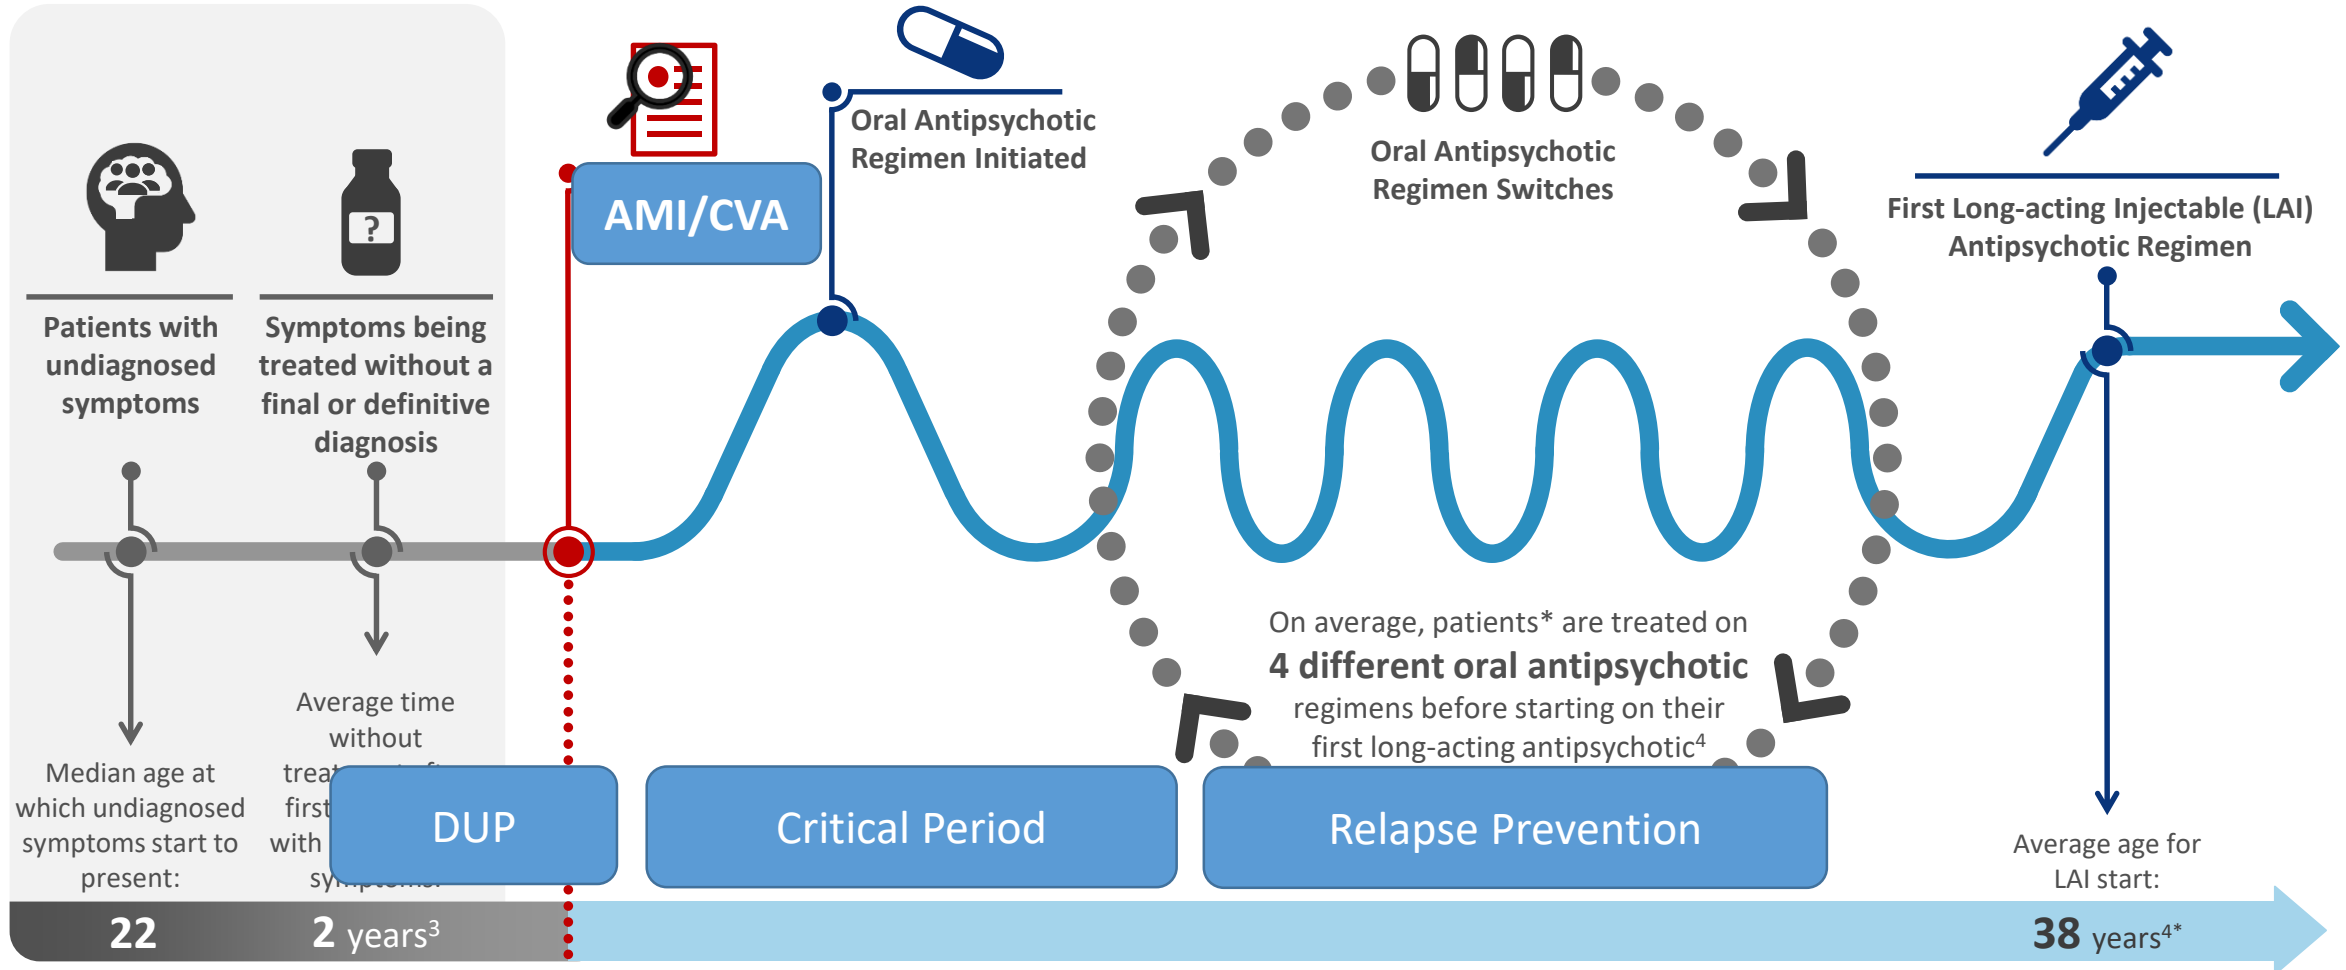 Patients with
undiagnosed
symptoms
?
Symptoms being
treated without a
final or definitive
diagnosis
AMI/CVA
Oral Antipsychotic
Regimen Initiated
Oral Antipsychotic
Regimen Switches
First Long-acting Injectable (LAI)
Antipsychotic Regimen
Median age at
which undiagnosed
symptoms start to
present:
22
Average time
without
first
with
2 years³
DUP
Critical Period
On average, patients* are treated on
4 different oral antipsychotic
regimens before starting on their
first long-acting antipsychotic⁴
Relapse Prevention
Average age for
LAI start:
38 years⁴*